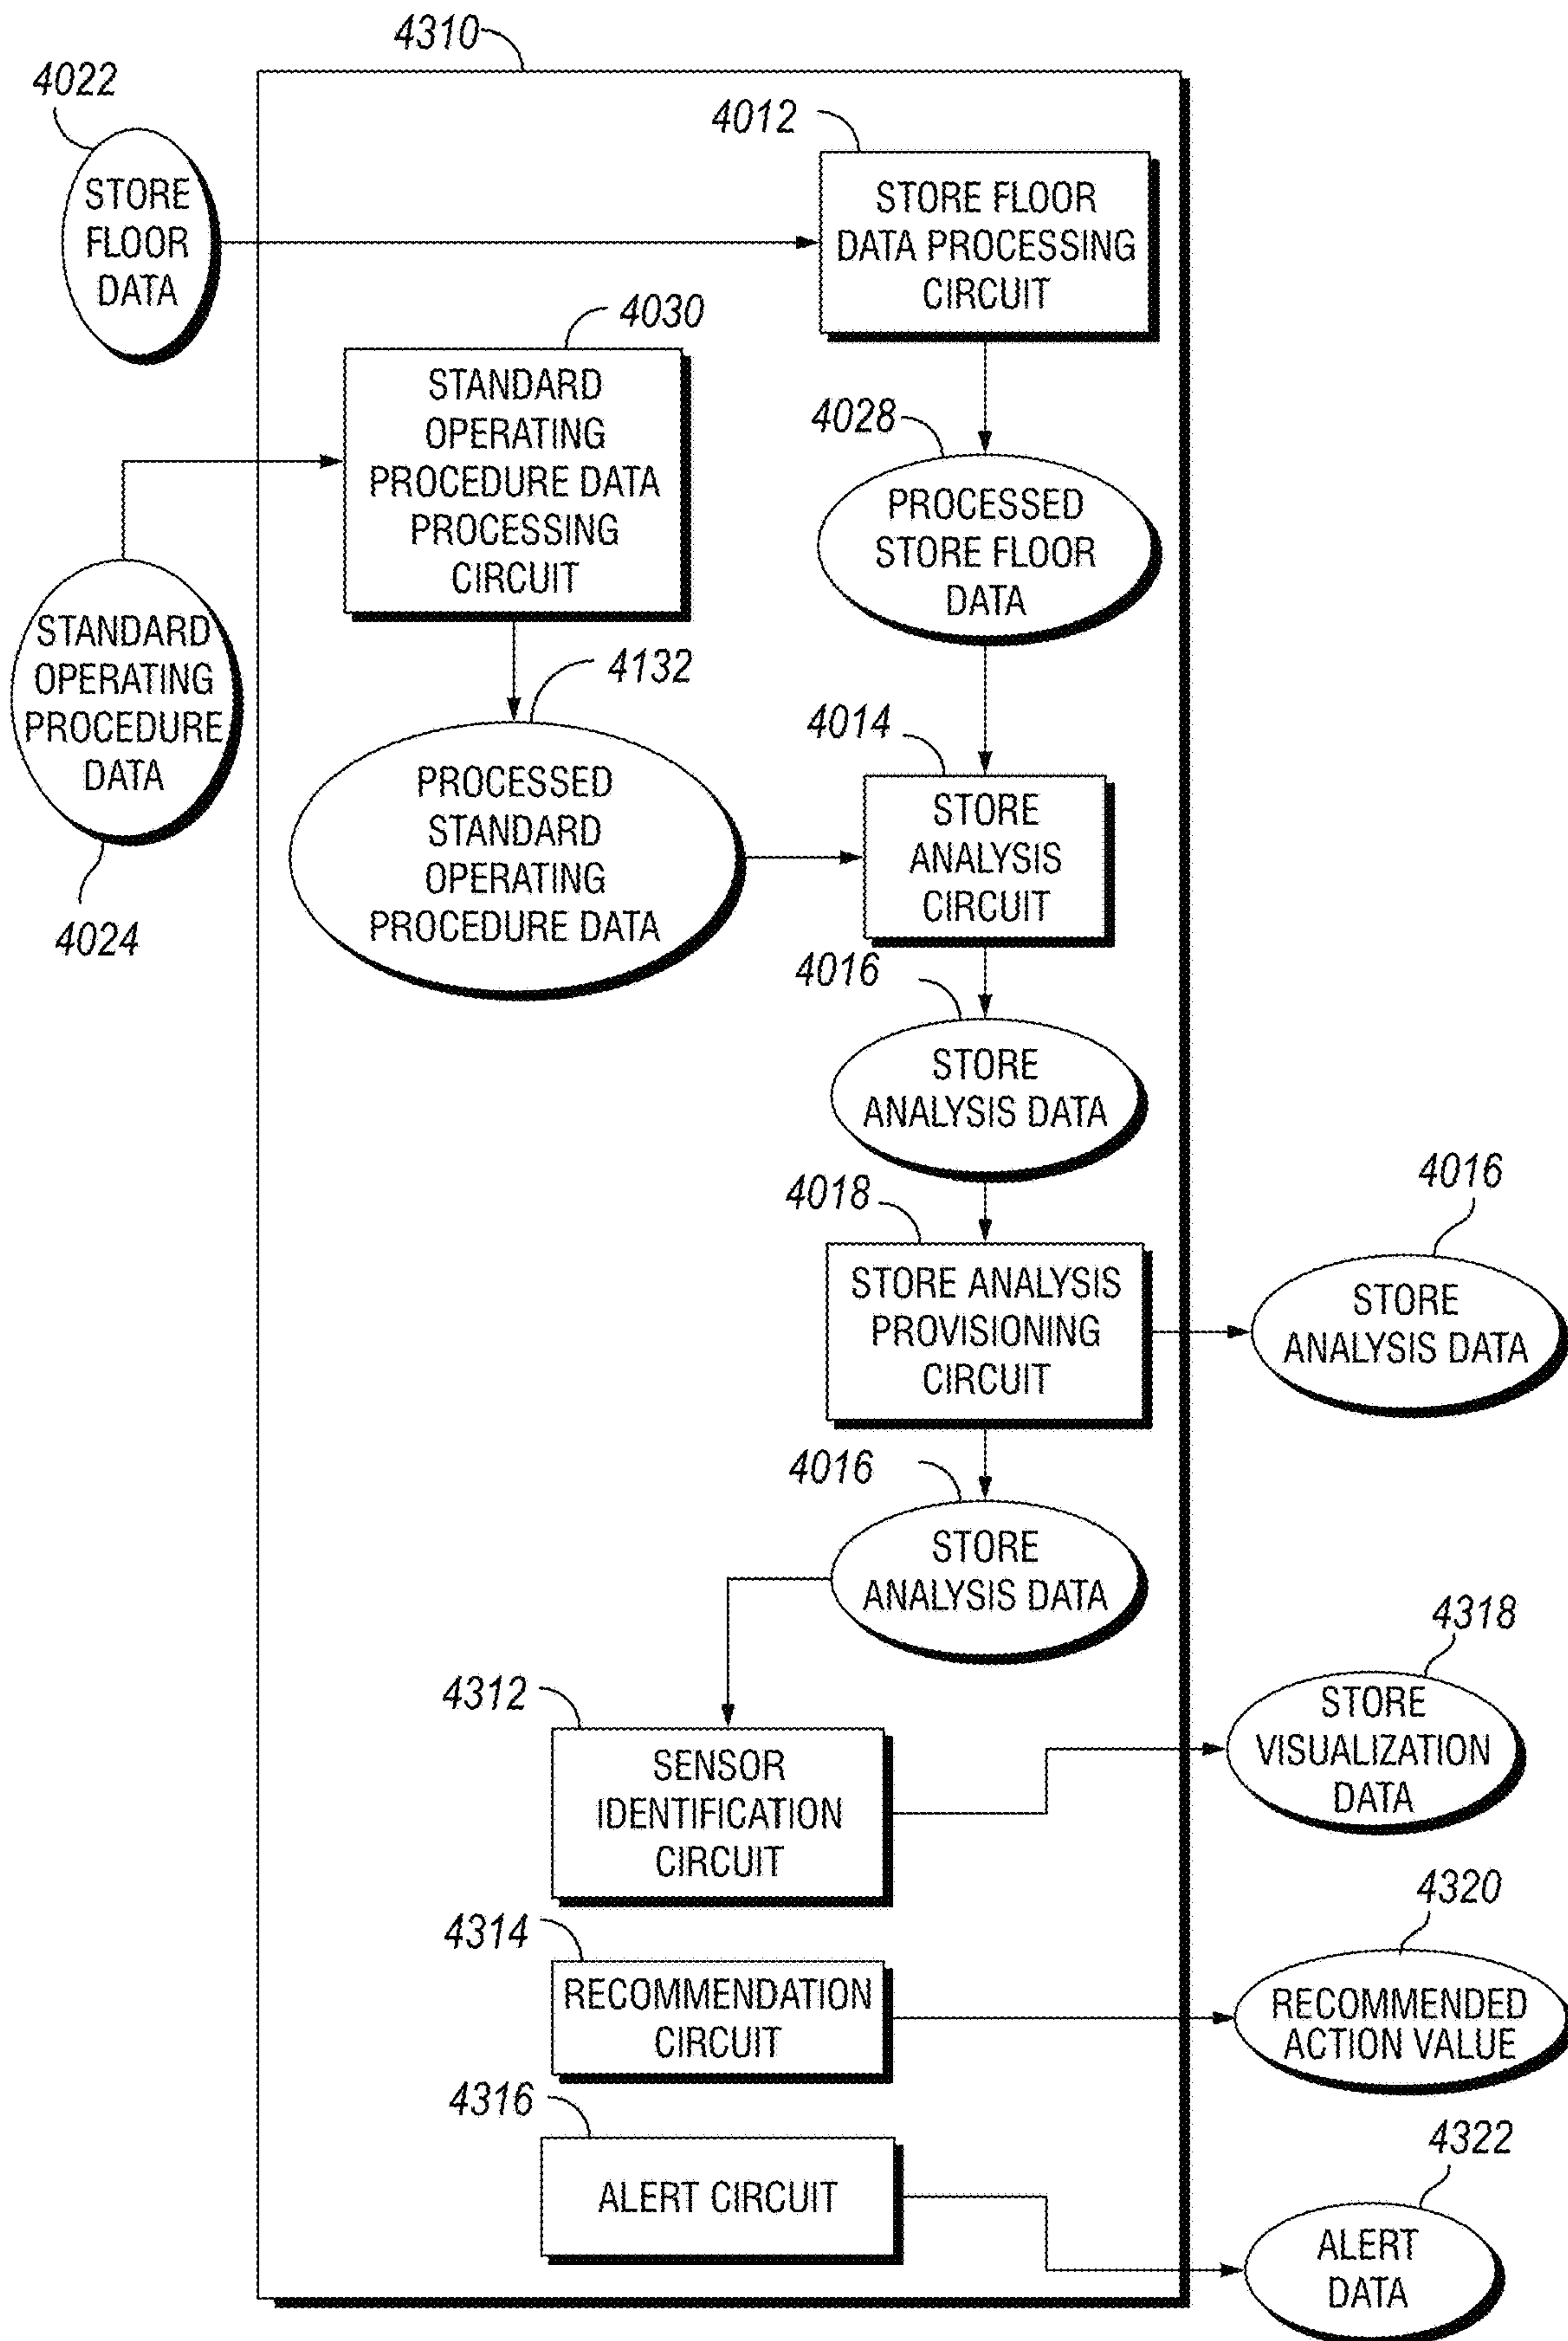 4310
4022
STORE
FLOOR
DATA
4012
STORE FLOOR
DATA PROCESSING
CIRCUIT
4030
STANDARD
OPERATING
PROCEDURE DATA
PROCESSING
CIRCUIT
4028
PROCESSED
STORE FLOOR
DATA
STANDARD
OPERATING
PROCEDURE
DATA
4024
4132
PROCESSED
STANDARD
OPERATING
PROCEDURE DATA
4014
STORE
ANALYSIS
CIRCUIT
4016
STORE
ANALYSIS DATA
4018
STORE ANALYSIS
PROVISIONING
CIRCUIT
4016
STORE
ANALYSIS DATA
4016
STORE
ANALYSIS DATA
4312
SENSOR
IDENTIFICATION
CIRCUIT
4318
STORE
VISUALIZATION
DATA
4314
RECOMMENDATION
CIRCUIT
4320
RECOMMENDED
ACTION VALUE
4316
ALERT CIRCUIT
4322
ALERT
DATA